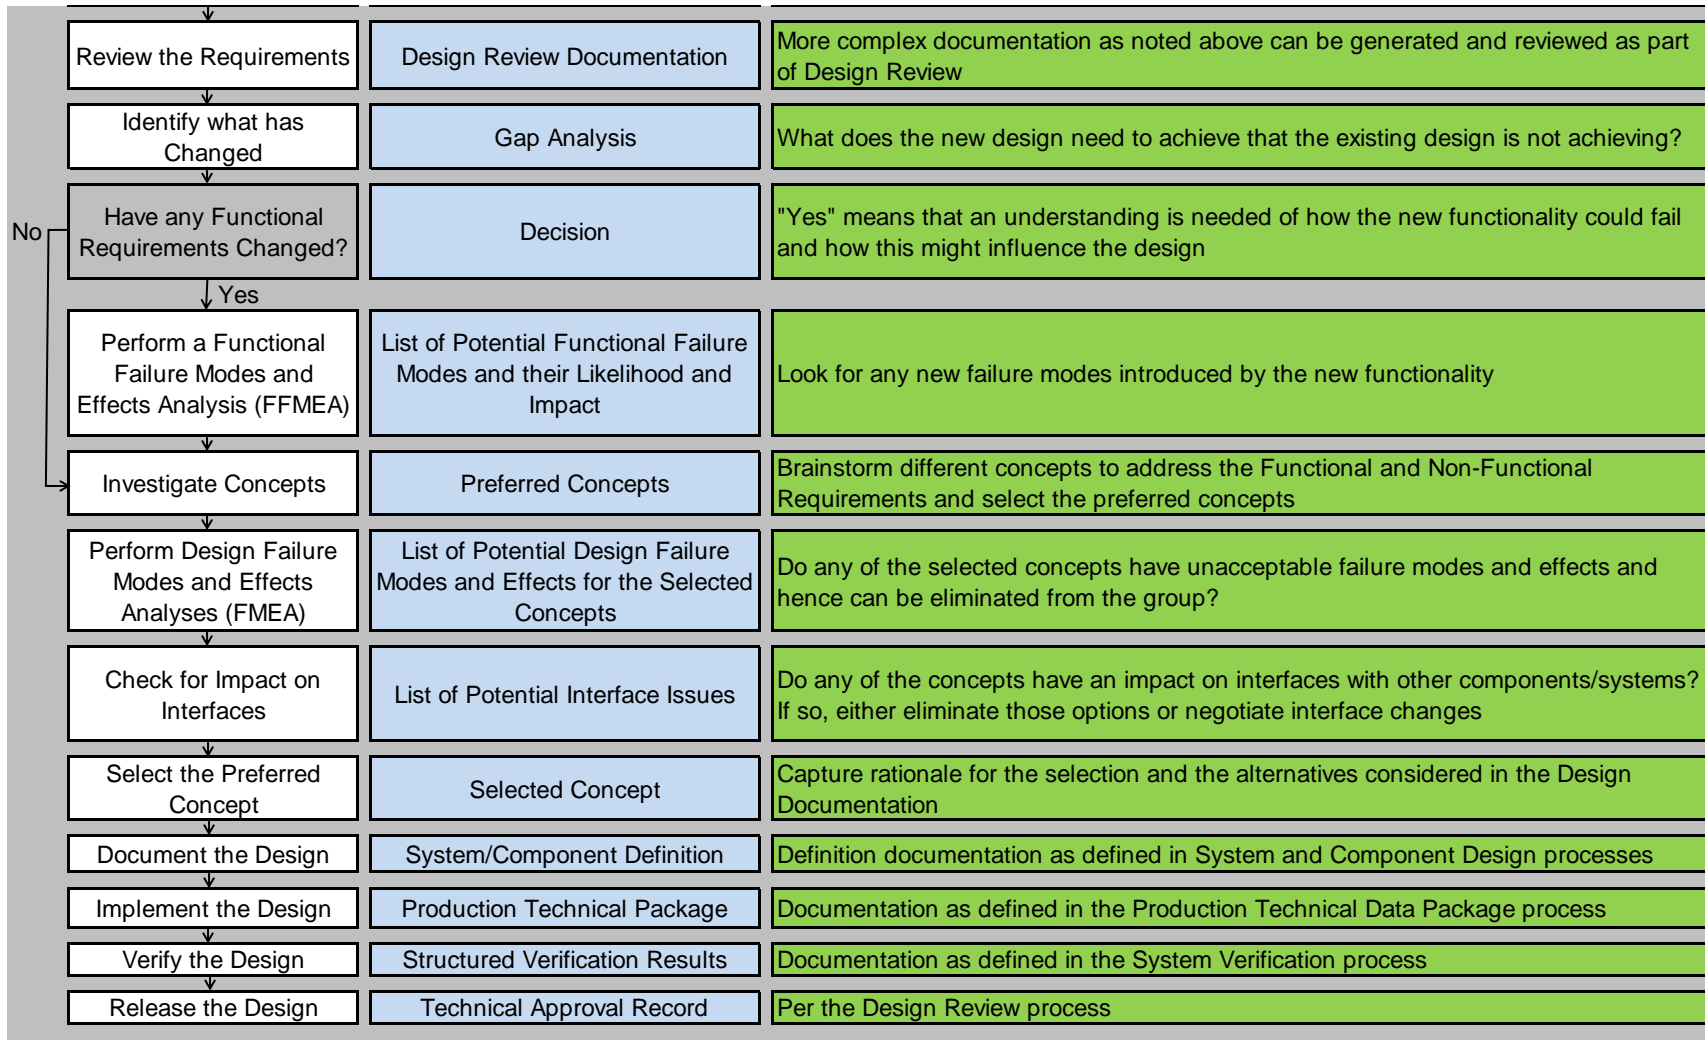 Review the Requirements
Design Review Documentation
More complex documentation as noted above can be generated and reviewed as part
of Design Review
Identify what has
Changed
Gap Analysis
What does the new design need to achieve that the existing design is not achieving?
No
Have any Functional
Requirements Changed?
Decision
"Yes" means that an understanding is needed of how the new functionality could fail
and how this might influence the design
Yes
Perform a Functional
Failure Modes and
Effects Analysis (FFMEA)
List of Potential Functional Failure
Modes and their Likelihood and
Impact
Look for any new failure modes introduced by the new functionality
Investigate Concepts
Preferred Concepts
Brainstorm different concepts to address the Functional and Non-Functional
Requirements and select the preferred concepts
Perform Design Failure
Modes and Effects
Analyses (FMEA)
List of Potential Design Failure
Modes and Effects for the Selected
Concepts
Do any of the selected concepts have unacceptable failure modes and effects and
hence can be eliminated from the group?
Check for Impact on
Interfaces
List of Potential Interface Issues
Do any of the concepts have an impact on interfaces with other components/systems?
If so, either eliminate those options or negotiate interface changes
Select the Preferred
Concept
Selected Concept
Capture rationale for the selection and the alternatives considered in the Design
Documentation
Document the Design
System/Component Definition
Definition documentation as defined in System and Component Design processes
Implement the Design
Production Technical Package
Documentation as defined in the Production Technical Data Package process
Verify the Design
Structured Verification Results
Documentation as defined in the System Verification process
Release the Design
Technical Approval Record
Per the Design Review process